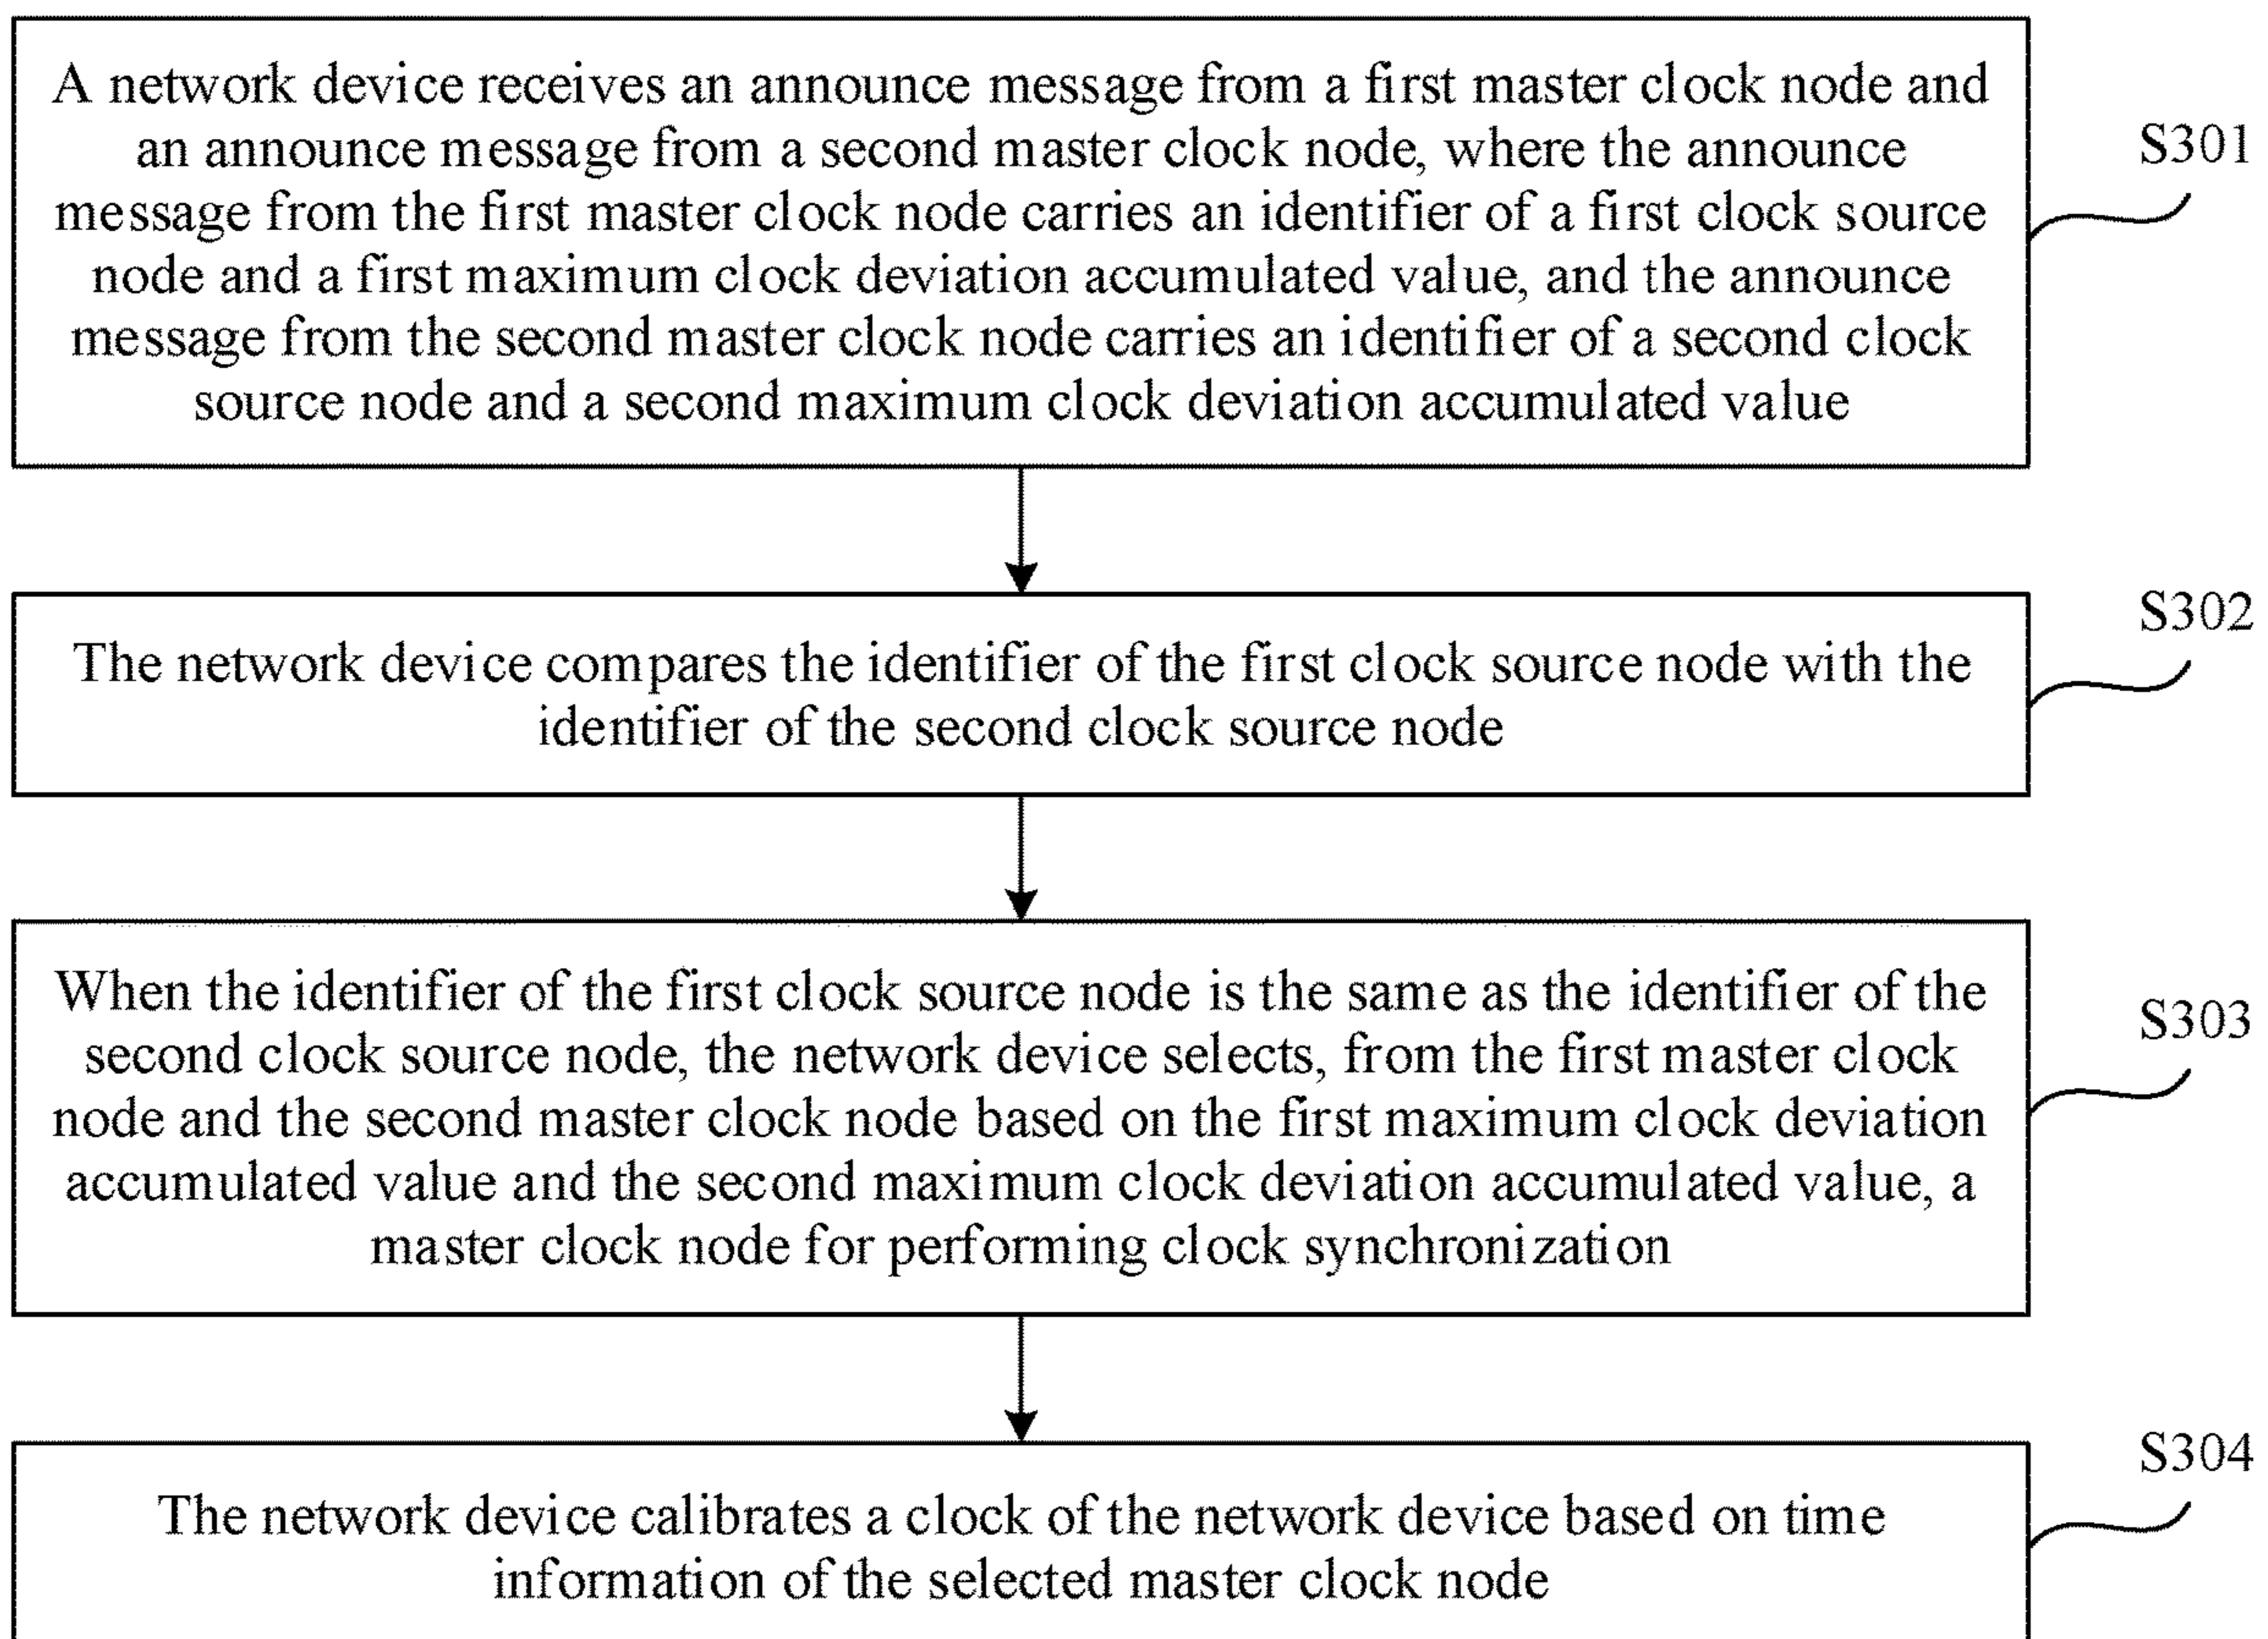 A network device receives an announce message from a first master clock node and
an announce message from a second master clock node, where the announce
message from the first master clock node carries an identifier of a first clock source
node and a first maximum clock deviation accumulated value, and the announce
message from the second master clock node carries an identifier of a second clock
source node and a second maximum clock deviation accumulated value
S301
The network device compares the identifier of the first clock source node with the
identifier of the second clock source node
S302
When the identifier of the first clock source node is the same as the identifier of the
second clock source node, the network device selects, from the first master clock
node and the second master clock node based on the first maximum clock deviation
accumulated value and the second maximum clock deviation accumulated value, a
master clock node for performing clock synchronization
S303
The network device calibrates a clock of the network device based on time
information of the selected master clock node
S304